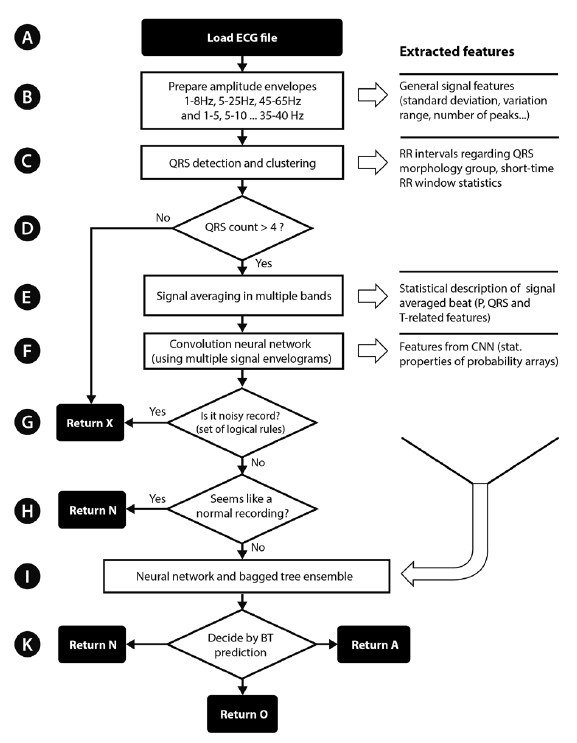 A
Load ECG file
Extracted features
B
Prepare amplitude envelopes
1-8Hz, 5-25Hz, 45-65Hz
and 1-5, 5-10 ... 35-40 Hz
General signal features
(standard deviation, variation
range, number of peaks...)
C
QRS detection and clustering
RR intervals regarding QRS
morphology group, short-time
RR window statistics
No
D
QRS count > 4 ?
Yes
E
Signal averaging in multiple bands
Statistical description of signal
averaged beat (P, QRS and
T-related features)
F
Convolution neural network
(using multiple signal envelograms)
Features from CNN (stat.
properties of probability arrays)
G
Return X
Yes
Is it noisy record?
(set of logical rules)
No
H
Return N
Yes
Seems like a
normal recording?
No
I
Neural network and bagged tree ensemble
K
Return N
Decide by BT
prediction
Return A
Return O